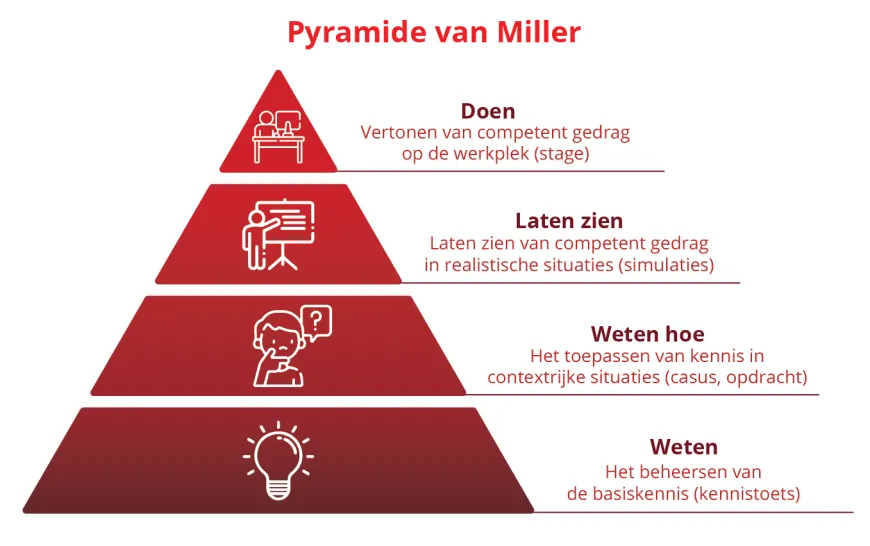 Pyramide van Miller
Doen
Vertonen van competent gedrag
op de werkplek (stage)
Laten zien
Laten zien van competent gedrag
in realistische situaties (simulaties)
?
Weten hoe
Het toepassen van kennis in
contextrijke situaties (casus, opdracht)
Weten
Het beheersen van
de basiskennis (kennistoets)